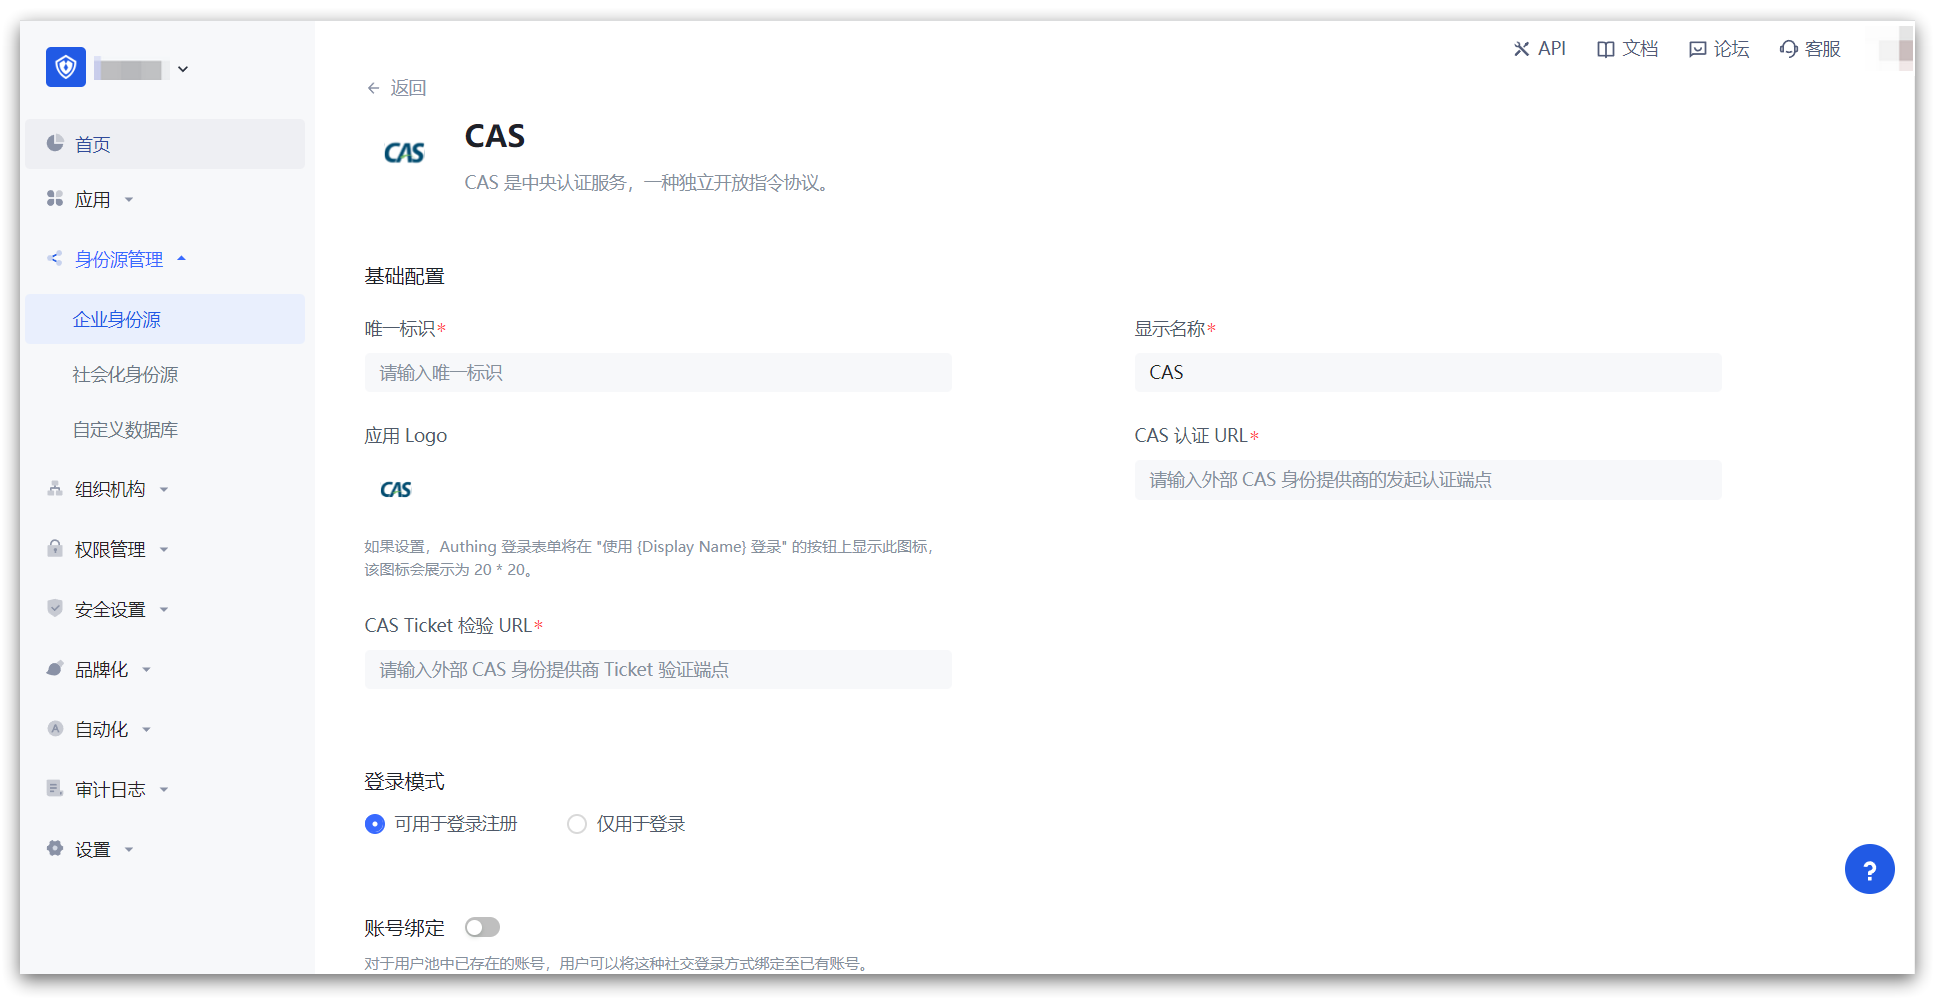 API
文档
论坛
客服
首页
应用
身份源管理
企业身份源
社会化身份源
自定义数据库
组织机构
权限管理
安全设置
品牌化
自动化
审计日志
设置
返回
CAS
CAS
CAS 是中央认证服务，一种独立开放指令协议。
基础配置
唯一标识*
请输入唯一标识
显示名称*
CAS
应用 Logo
CAS
如果设置，Authing 登录表单将在 "使用 {Display Name} 登录" 的按钮上显示此图标，
该图标会展示为 20 * 20。
CAS 认证 URL*
请输入外部 CAS 身份提供商的发起认证端点
CAS Ticket 检验 URL*
请输入外部 CAS 身份提供商 Ticket 验证端点
登录模式
可用于登录注册
仅用于登录
账号绑定
对于用户池中已存在的账号，用户可以将这种社交登录方式绑定至已有账号。
?